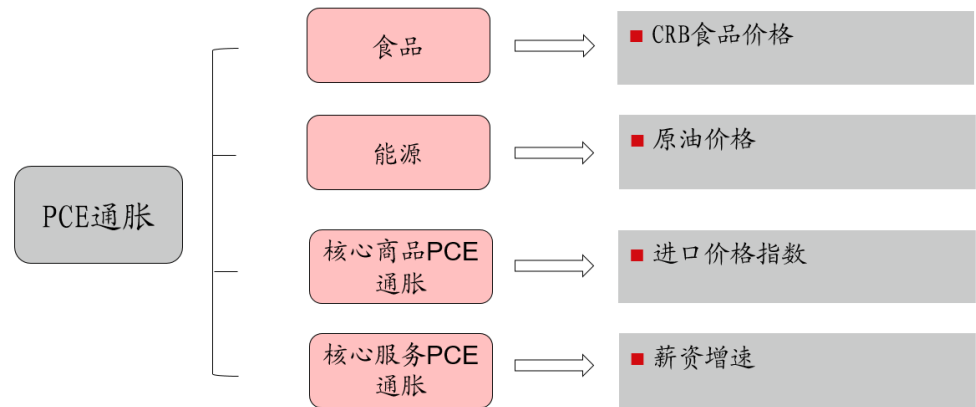 食品
■ CRB食品价格
能源
■ 原油价格
PCE通胀
核心商品PCE
通胀
■ 进口价格指数
核心服务PCE
通胀
■ 薪资增速